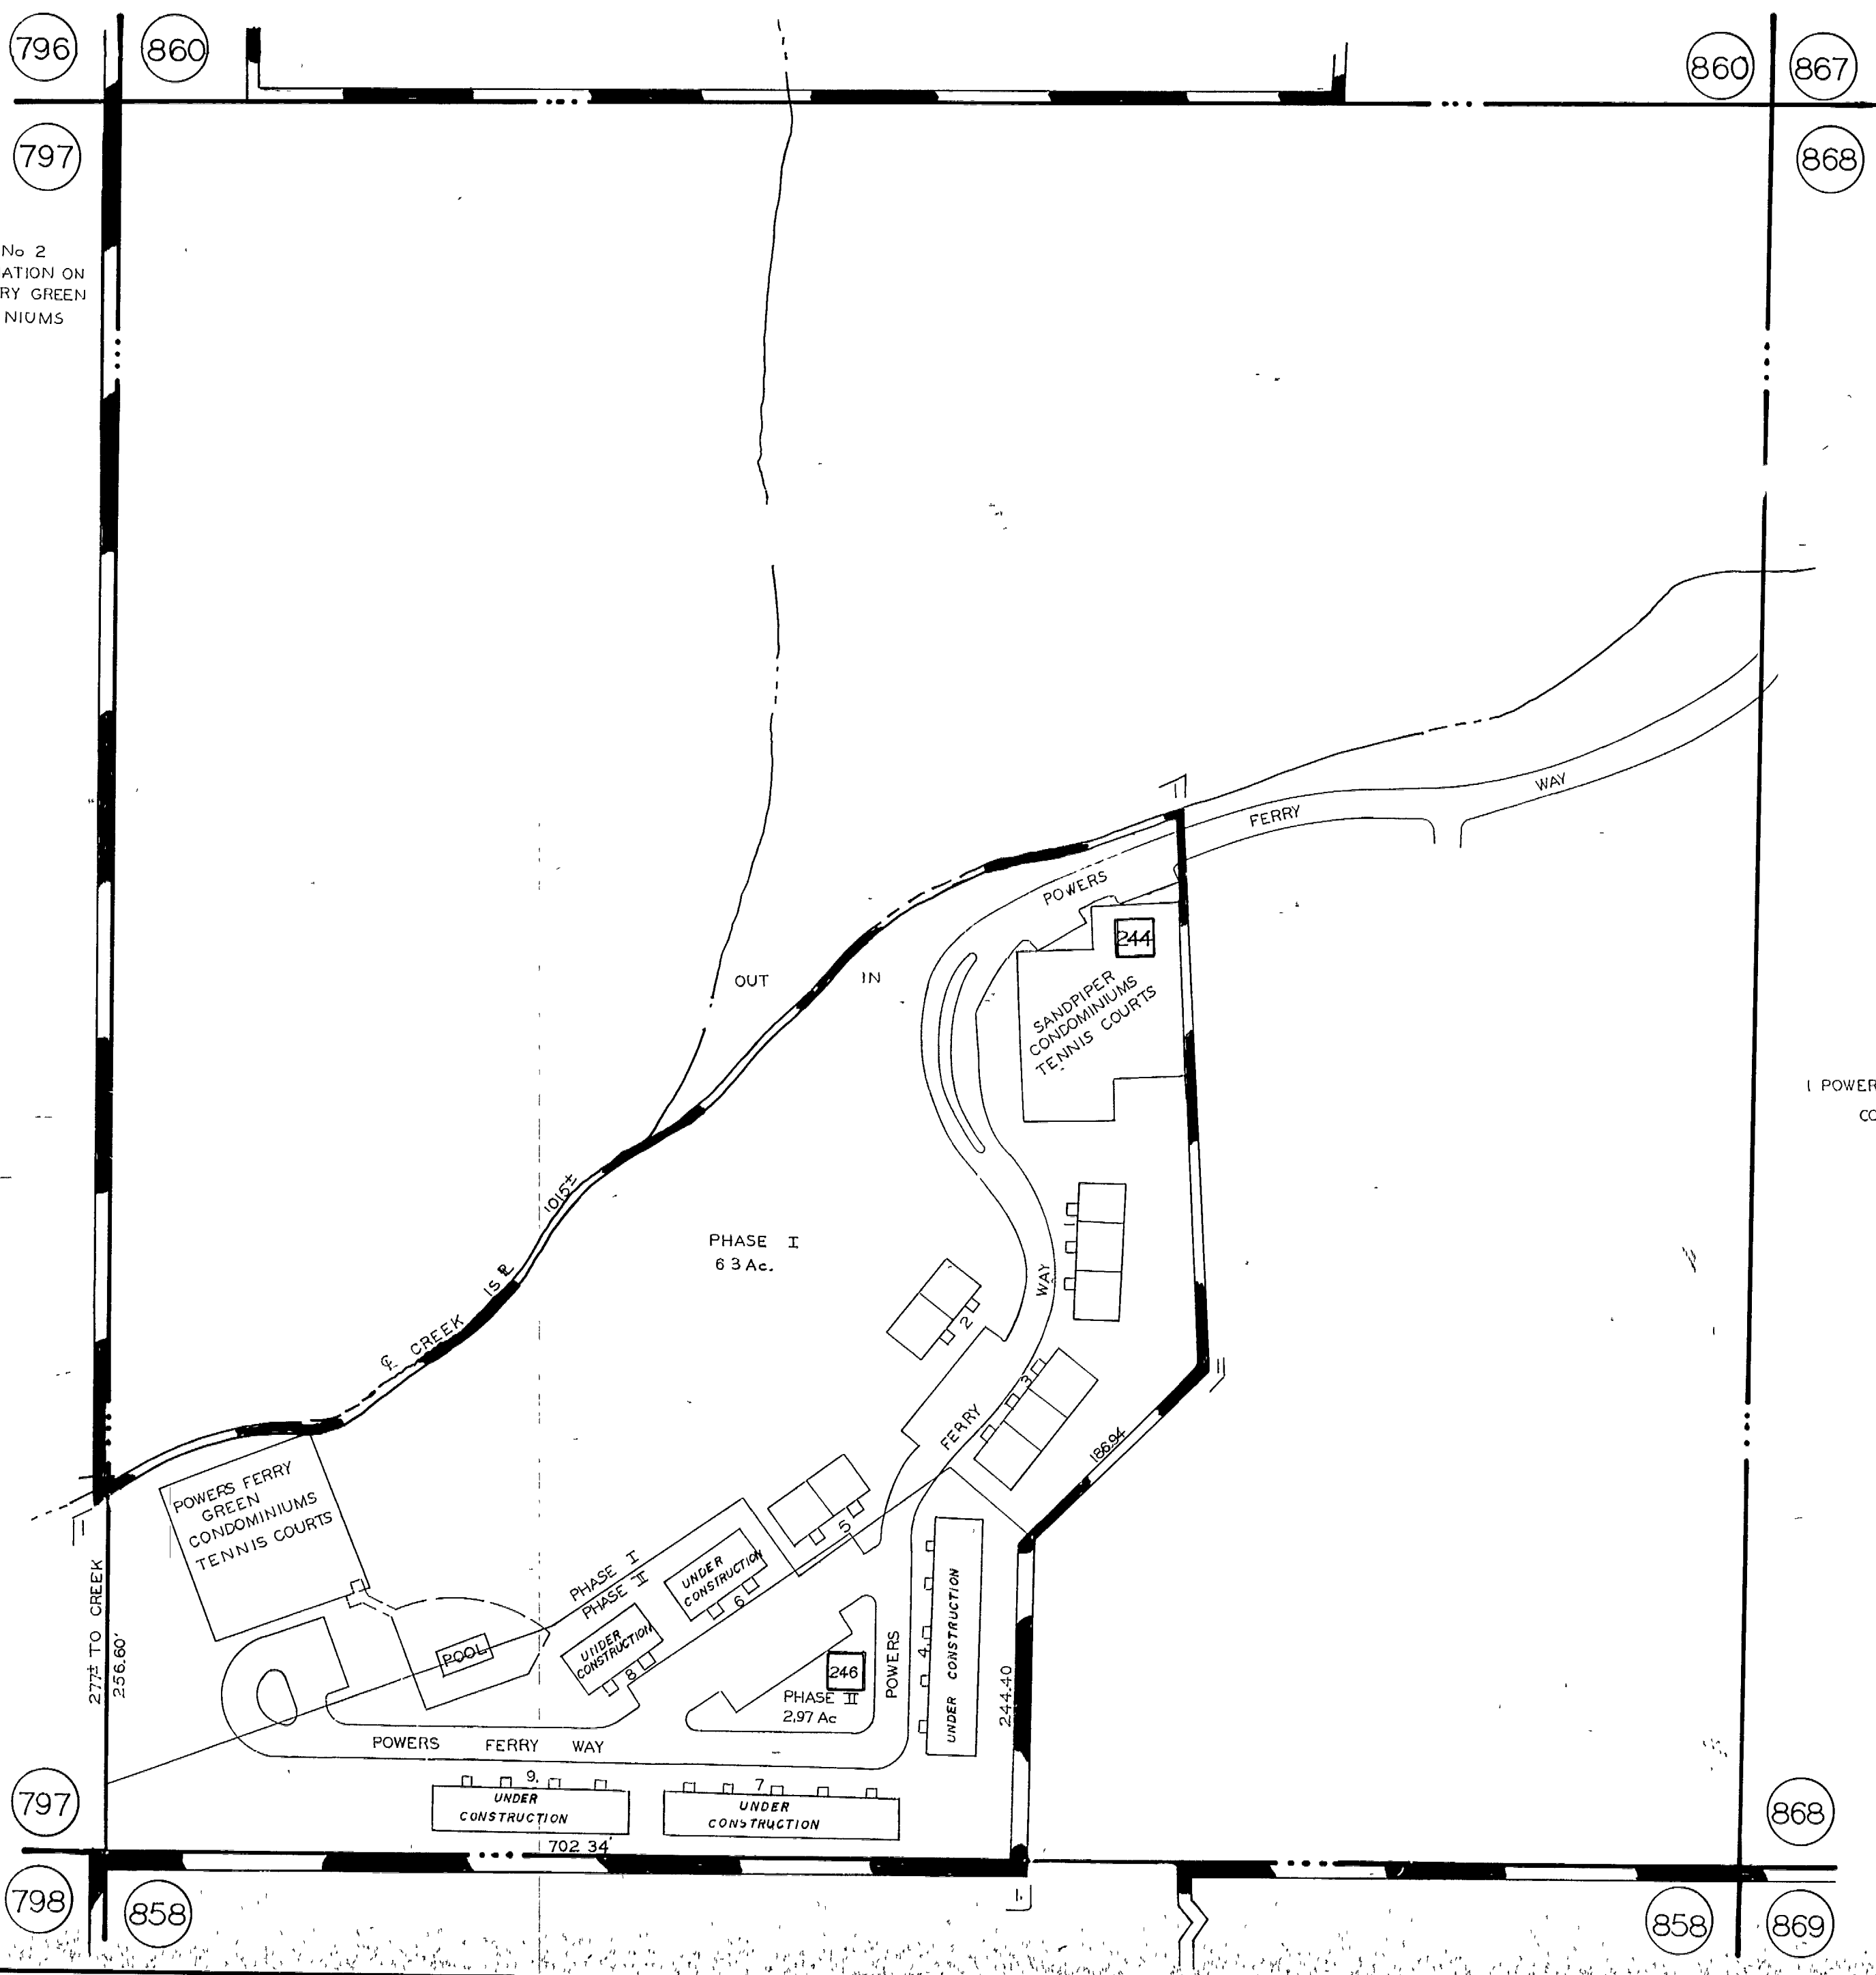 796
860
860
867
797
868
No 2
ATION ON
RY GREEN
NIUMS
WAY
FERRY
POWERS
244
OUT
IN
SANDPIPER
CONDOMINIUMS
TENNIS COURTS
1 POWER
CO
1015±
PHASE I
6 3 Ac.
WAY
IS ⅊
℄ CREEK
2
3
FERRY
186.94
POWERS FERRY
GREEN
CONDOMINIUMS
TENNIS COURTS
5
PHASE I
PHASE II
UNDER
CONSTRUCTION
6
UNDER
CONSTRUCTION
8
POOL
277± TO CREEK
256.60'
246
PHASE II
2.97 Ac
POWERS
4
UNDER CONSTRUCTION
244.40
POWERS FERRY WAY
9.
UNDER
CONSTRUCTION
7
UNDER
CONSTRUCTION
702 34'
797
868
798
858
858
869